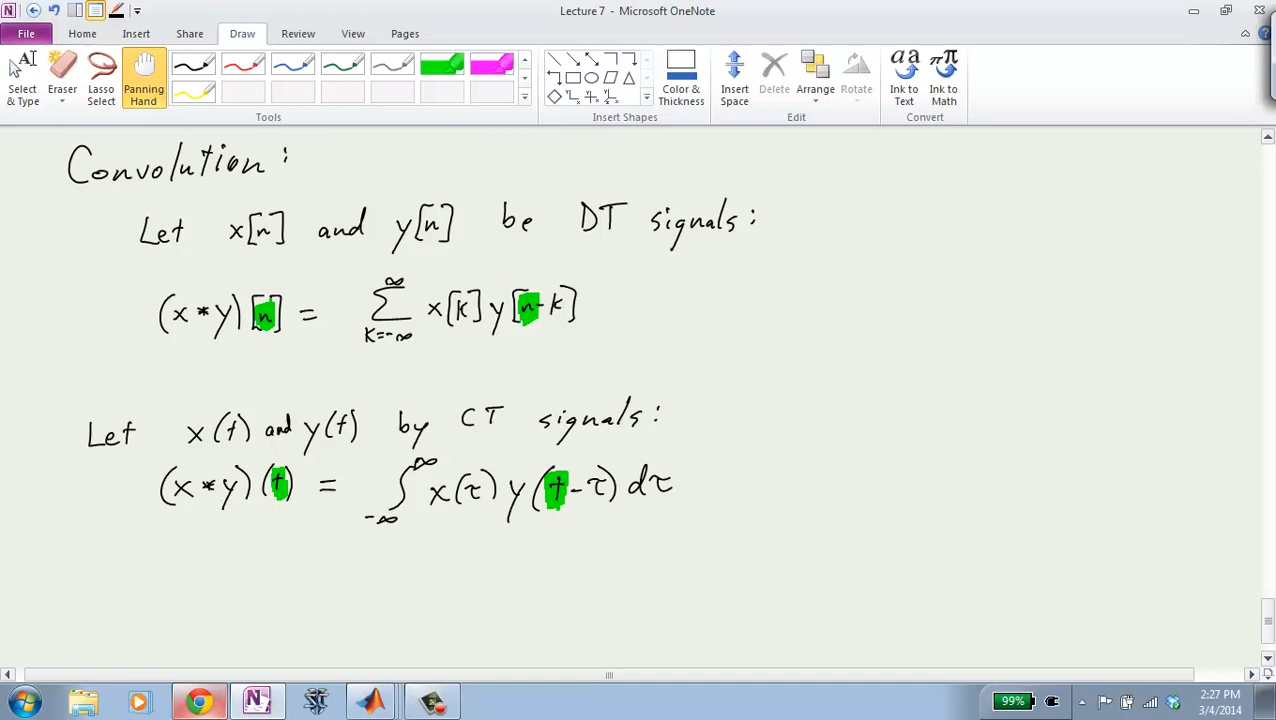 Lecture 7 - Microsoft OneNote
File Home Insert Share Draw Review View Pages
Select & Type Eraser Lasso Select Panning Hand Color & Thickness Insert Space Delete Arrange Rotate Ink to Text Ink to Math
Tools Insert Shapes Edit Convert
Convolution:
Let x[n] and y[n] be DT signals:
(x * y)[n] = ∑_{k=-∞}^{∞} x[k] y[n-k]
Let x(t) and y(t) by CT signals:
(x * y)(t) = ∫_{-∞}^{∞} x(τ) y(t-τ) dτ
99%
2:27 PM
3/4/2014